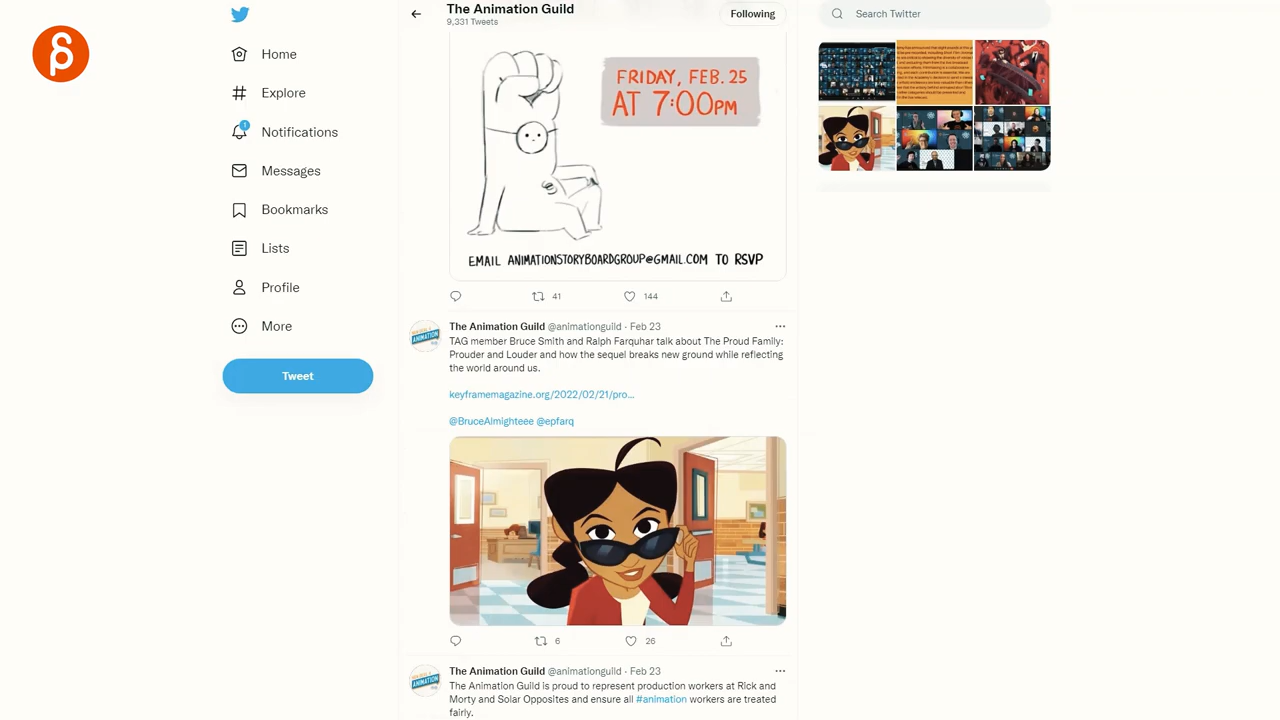 The Animation Guild
9,331 Tweets
Following
Search Twitter
Home
Explore
1
Notifications
Messages
Bookmarks
Lists
Profile
More
Tweet
FRIDAY, FEB. 25
AT 7:00PM
EMAIL ANIMATIONSTORYBOARDGROUP@GMAIL.COM TO RSVP
41
144
The Animation Guild @animationguild · Feb 23
TAG member Bruce Smith and Ralph Farquhar talk about The Proud Family:
Prouder and Louder and how the sequel breaks new ground while reflecting
the world around us.
keyframemagazine.org/2022/02/21/pro...
@BruceAlmighteee @epfarq
6
26
The Animation Guild @animationguild · Feb 23
The Animation Guild is proud to represent production workers at Rick and
Morty and Solar Opposites and ensure all #animation workers are treated
fairly.
ANIMATION
ANIMATION